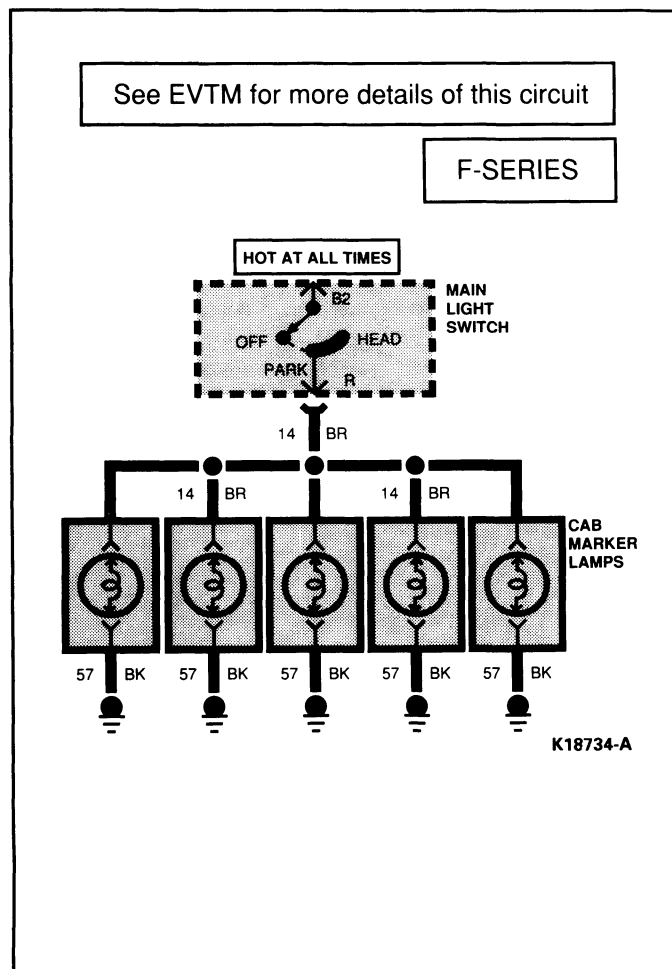 See EVTM for more details of this circuit
F-SERIES
HOT AT ALL TIMES
B2
MAIN
LIGHT
SWITCH
OFF
HEAD
PARK
R
14 BR
14 BR 14 BR
CAB
MARKER
LAMPS
57 BK 57 BK 57 BK 57 BK 57 BK
K18734-A